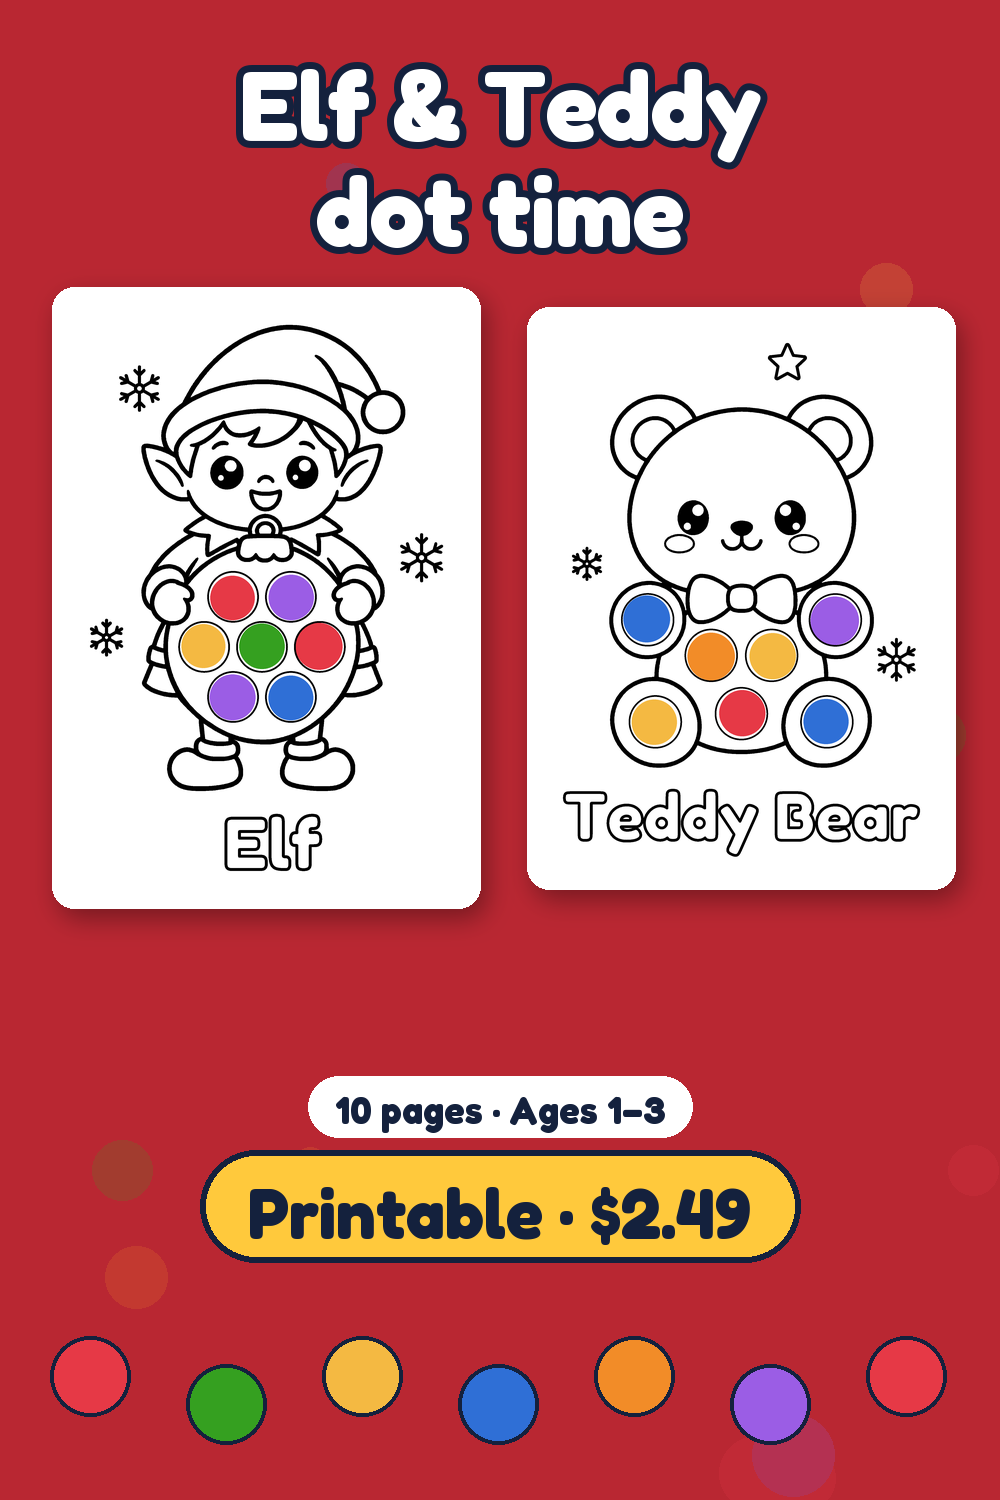 Elf & Teddy
dot time
Elf
Teddy Bear
10 pages · Ages 1–3
Printable · $2.49